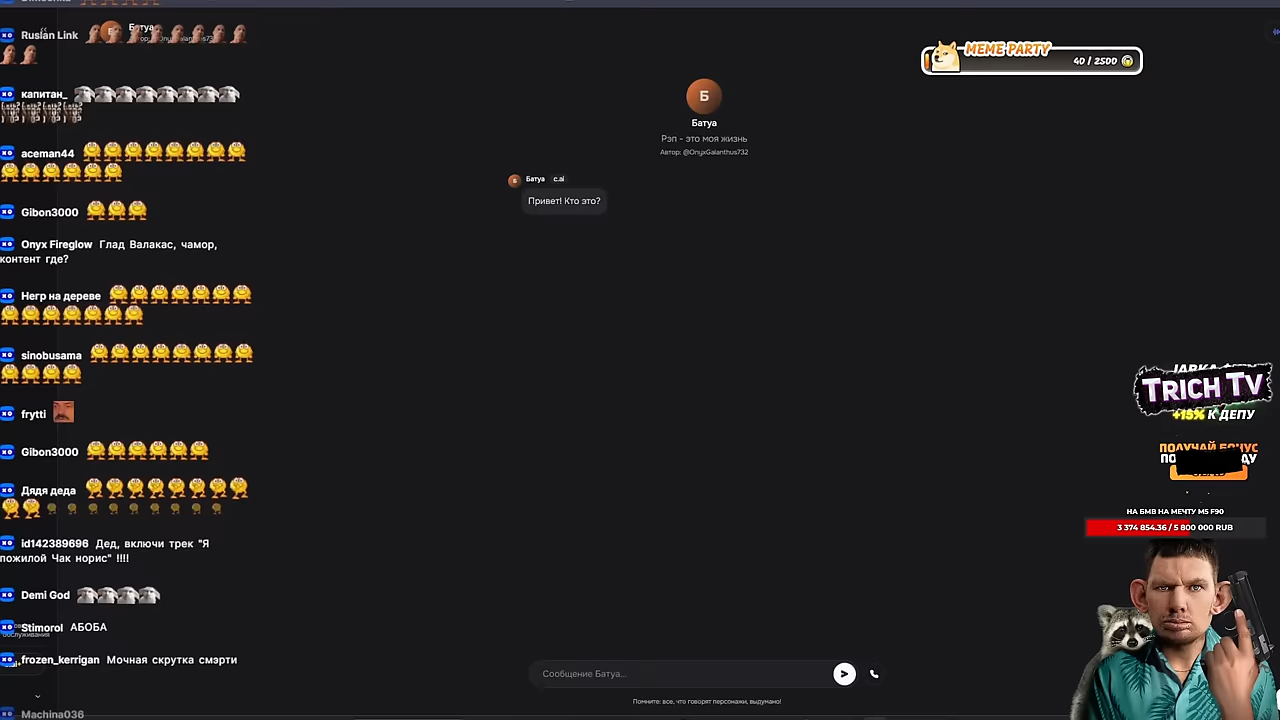 Ruslan Link
Батуа
капитан_
aceman44
Gibon3000
Onyx Fireglow Глад Валакас, чамор,
контент где?
Негр на дереве
sinobusama
frytti
Gibon3000
Дядя деда
id142389696 Дед, включи трек "Я
пожилой Чак норис" !!!!
Demi God
Stimorol АБОБА
frozen_kerrigan Мочная скрутка смэрти
Machina036
Б
Батуа
Рэп - это моя жизнь
Автор: @OnyxGalanthus732
Б Батуа c.ai
Привет! Кто это?
Сообщение Батуа...
Помните: все, что говорят персонажи, выдумано!
MEME PARTY
40 / 2500
TRICH TV
+15% К ДЕПУ
ПОЛУЧАЙ БОНУС
НА БМВ НА МЕЧТУ M5 F90
3 374 854.36 / 5 800 000 RUB